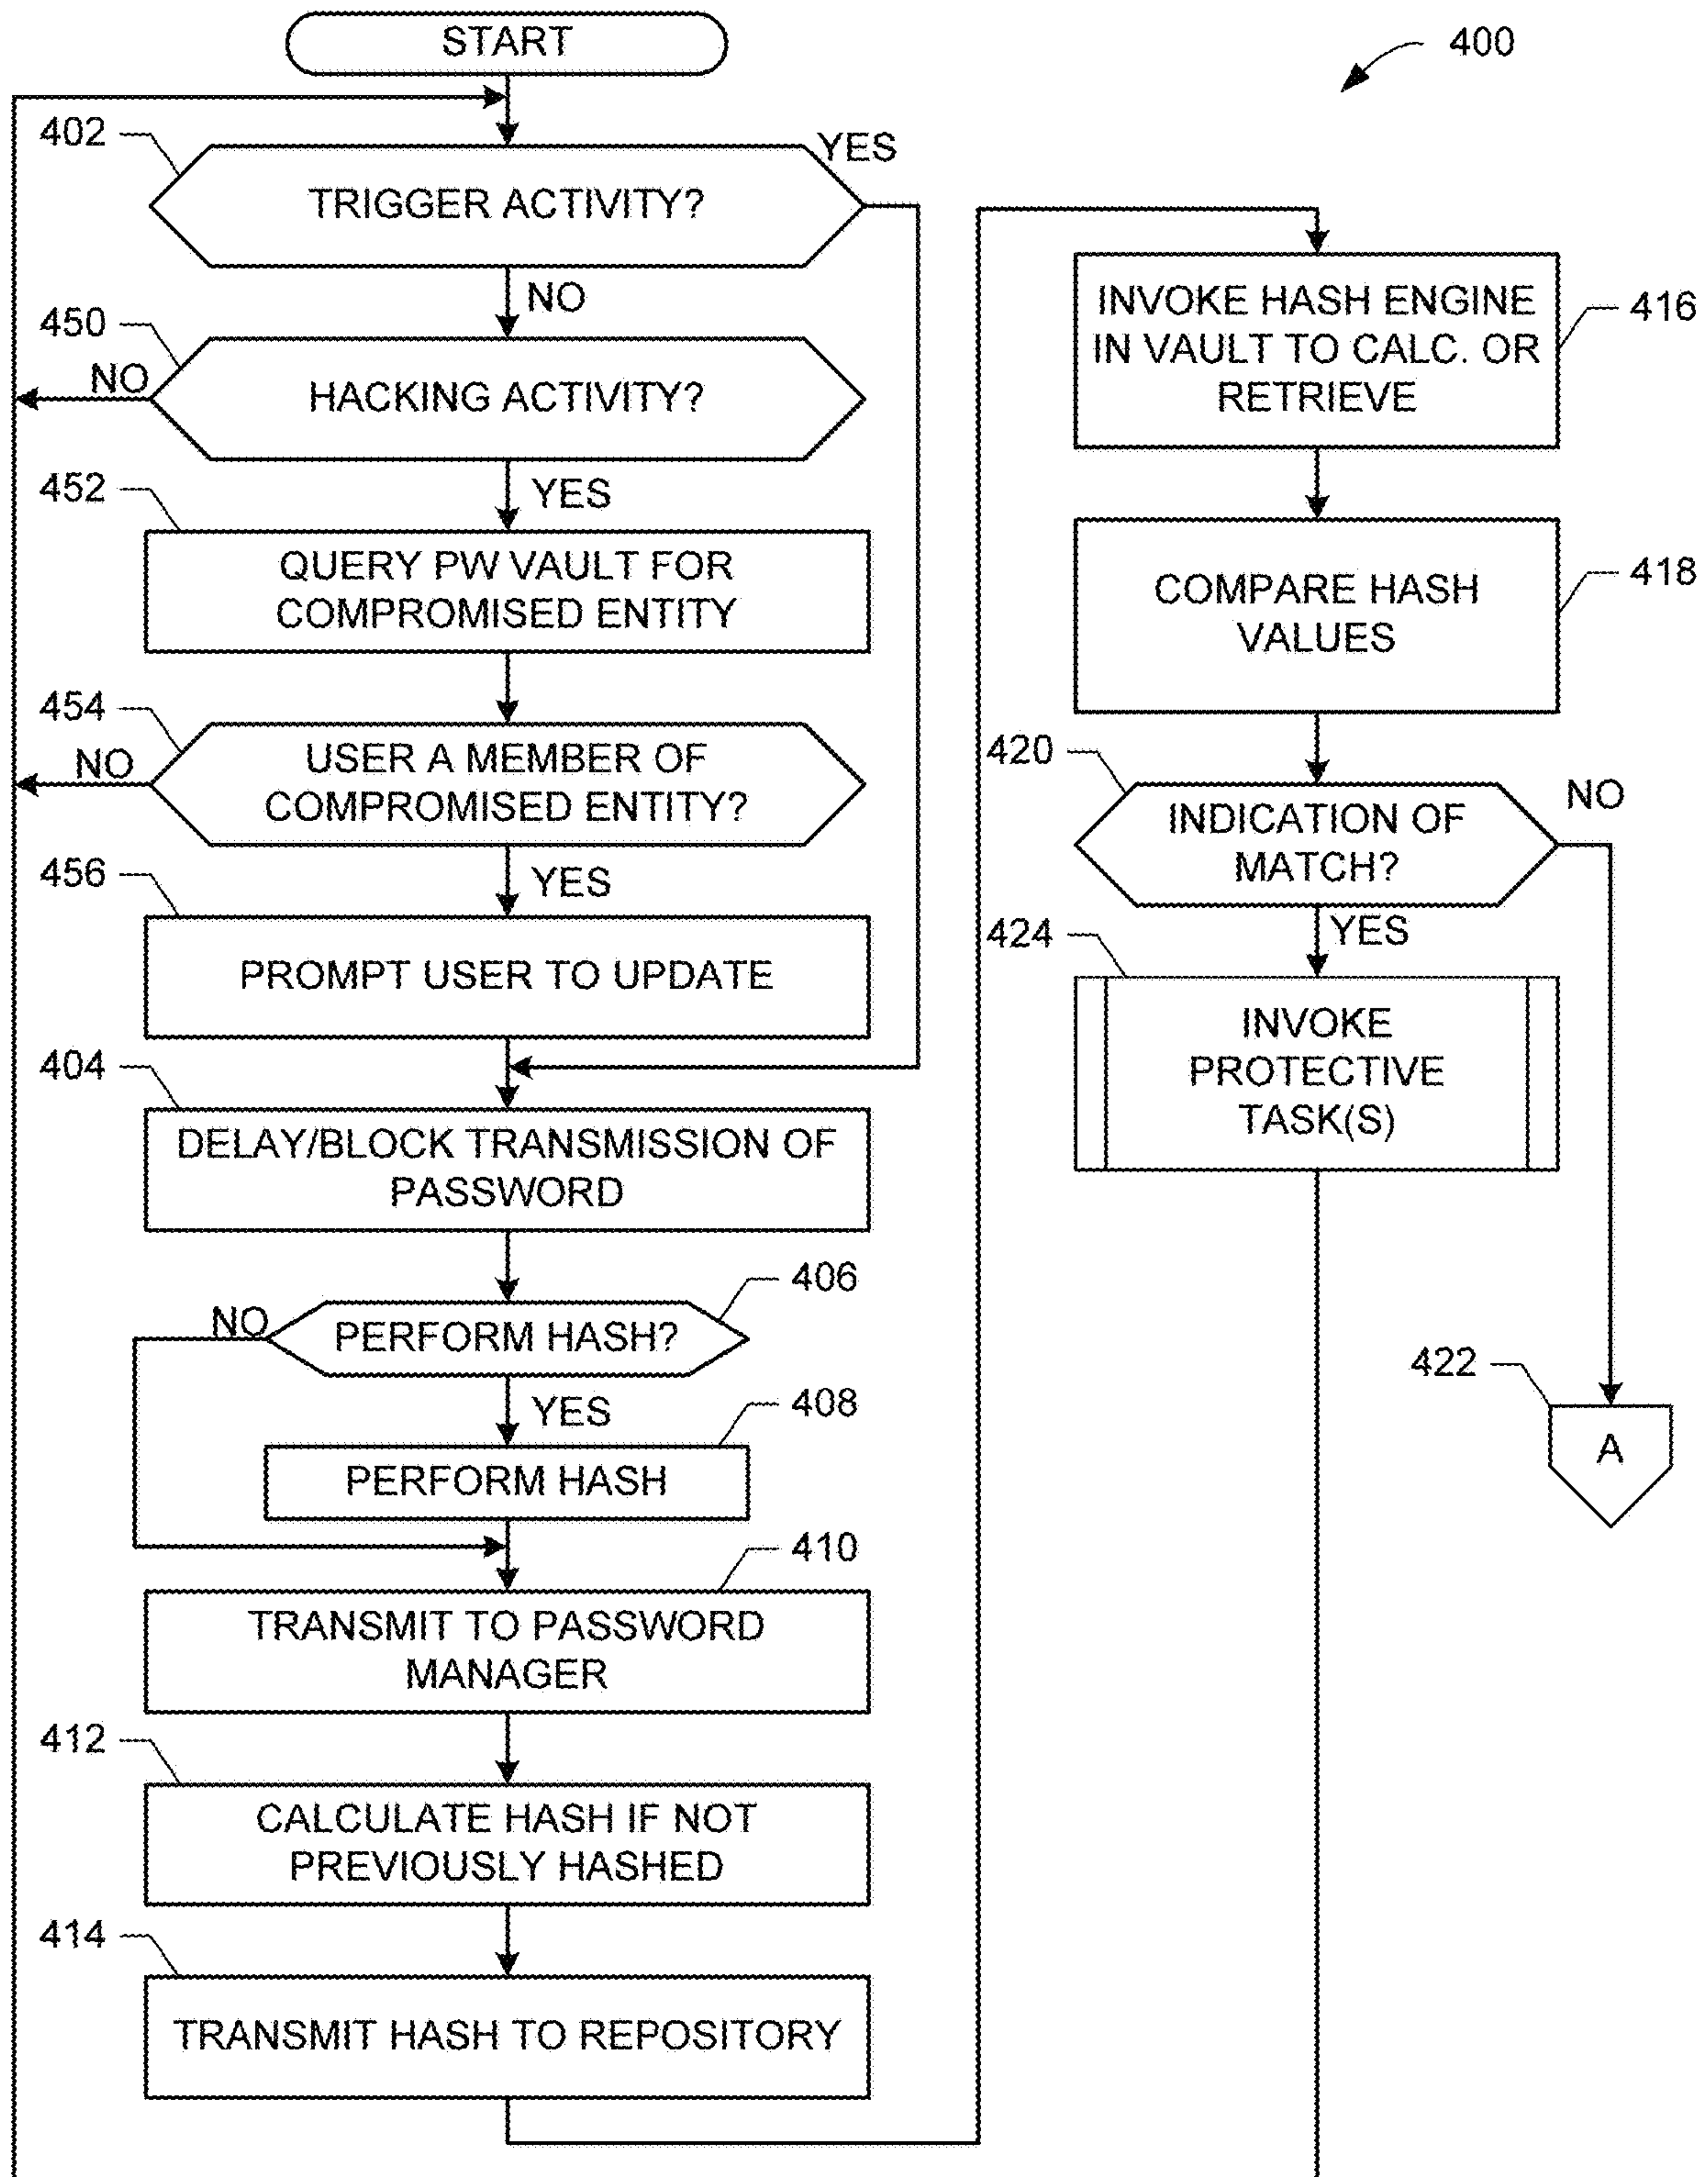 START
400
402
YES
TRIGGER ACTIVITY?
NO
450
NO
HACKING ACTIVITY?
YES
452
QUERY PW VAULT FOR
COMPROMISED ENTITY
454
NO
USER A MEMBER OF
COMPROMISED ENTITY?
YES
456
PROMPT USER TO UPDATE
404
DELAY/BLOCK TRANSMISSION OF
PASSWORD
406
NO
PERFORM HASH?
YES
408
PERFORM HASH
410
TRANSMIT TO PASSWORD
MANAGER
412
CALCULATE HASH IF NOT
PREVIOUSLY HASHED
414
TRANSMIT HASH TO REPOSITORY
INVOKE HASH ENGINE
IN VAULT TO CALC. OR
RETRIEVE
416
COMPARE HASH
VALUES
418
420
INDICATION OF
MATCH?
NO
YES
424
INVOKE
PROTECTIVE
TASK(S)
422
A